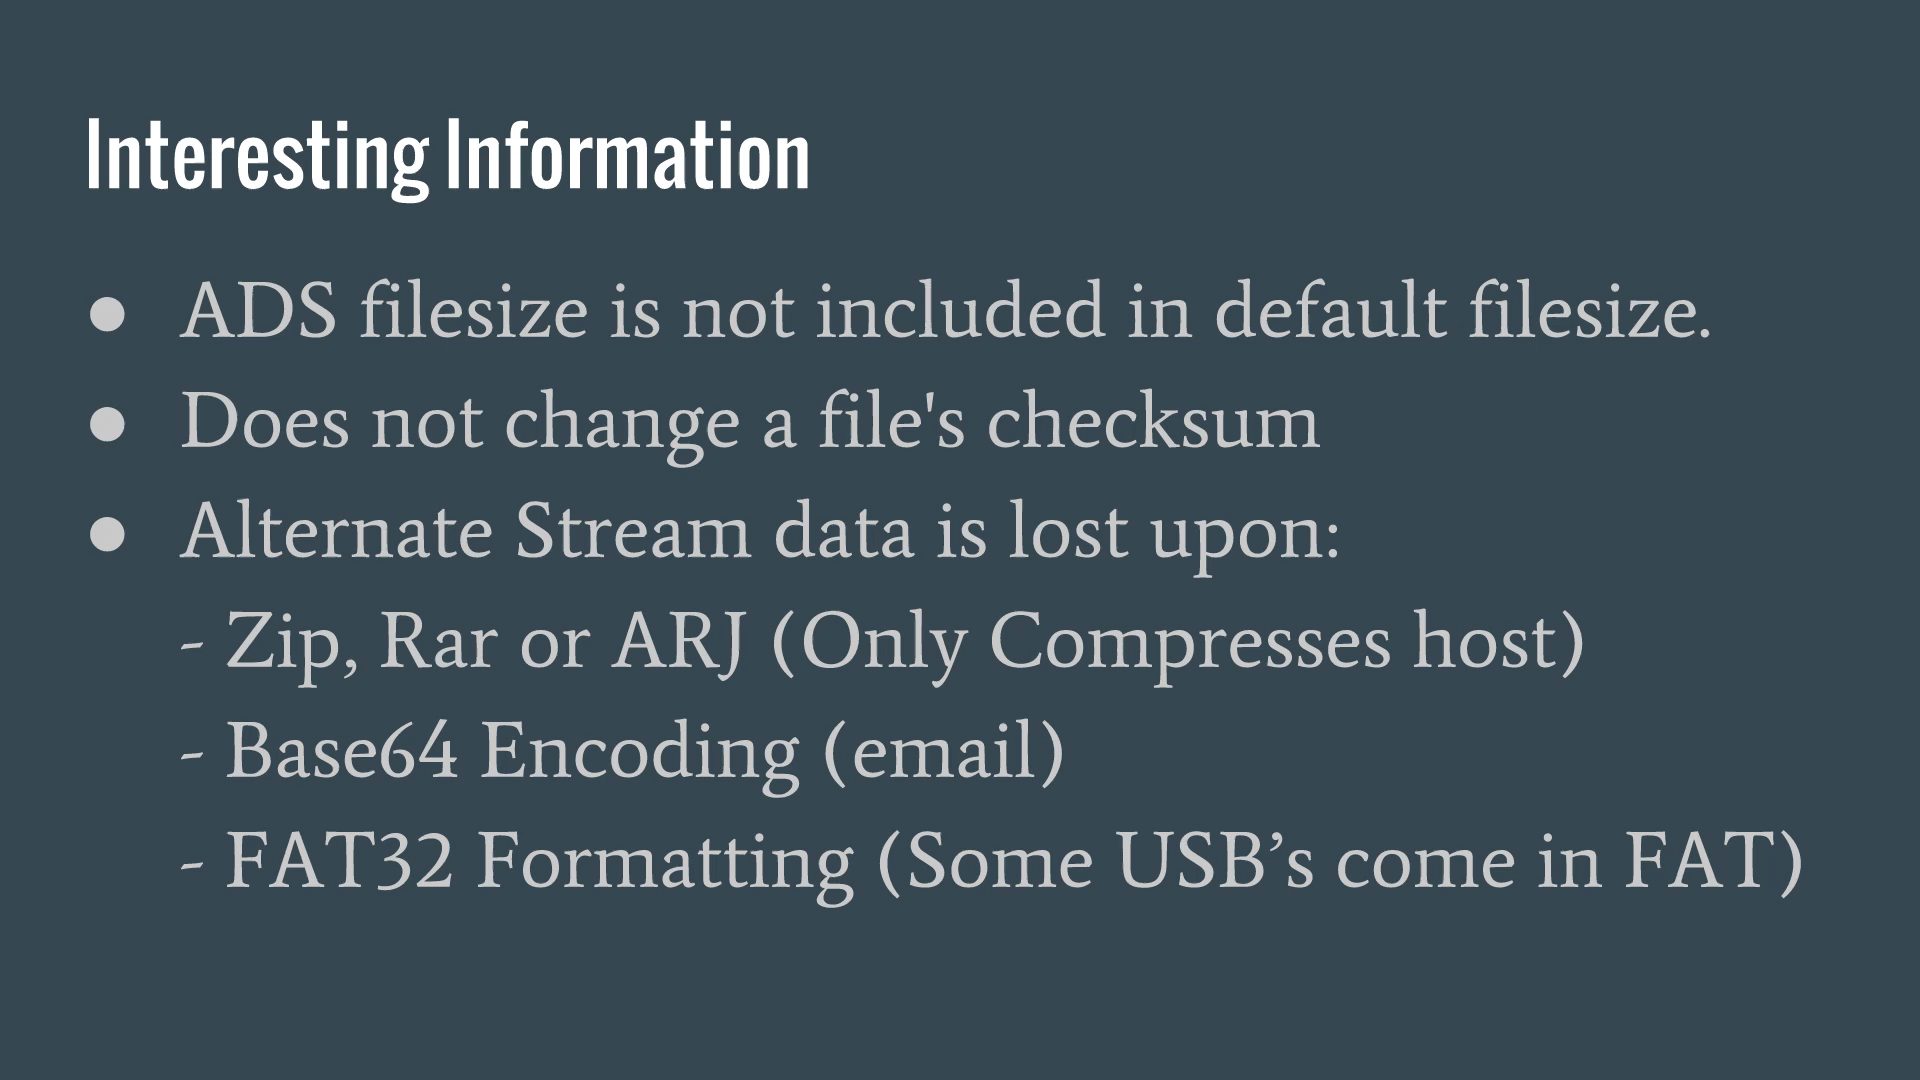 Interesting Information
● ADS filesize is not included in default filesize.
● Does not change a file's checksum
● Alternate Stream data is lost upon:
- Zip, Rar or ARJ (Only Compresses host)
- Base64 Encoding (email)
- FAT32 Formatting (Some USB’s come in FAT)